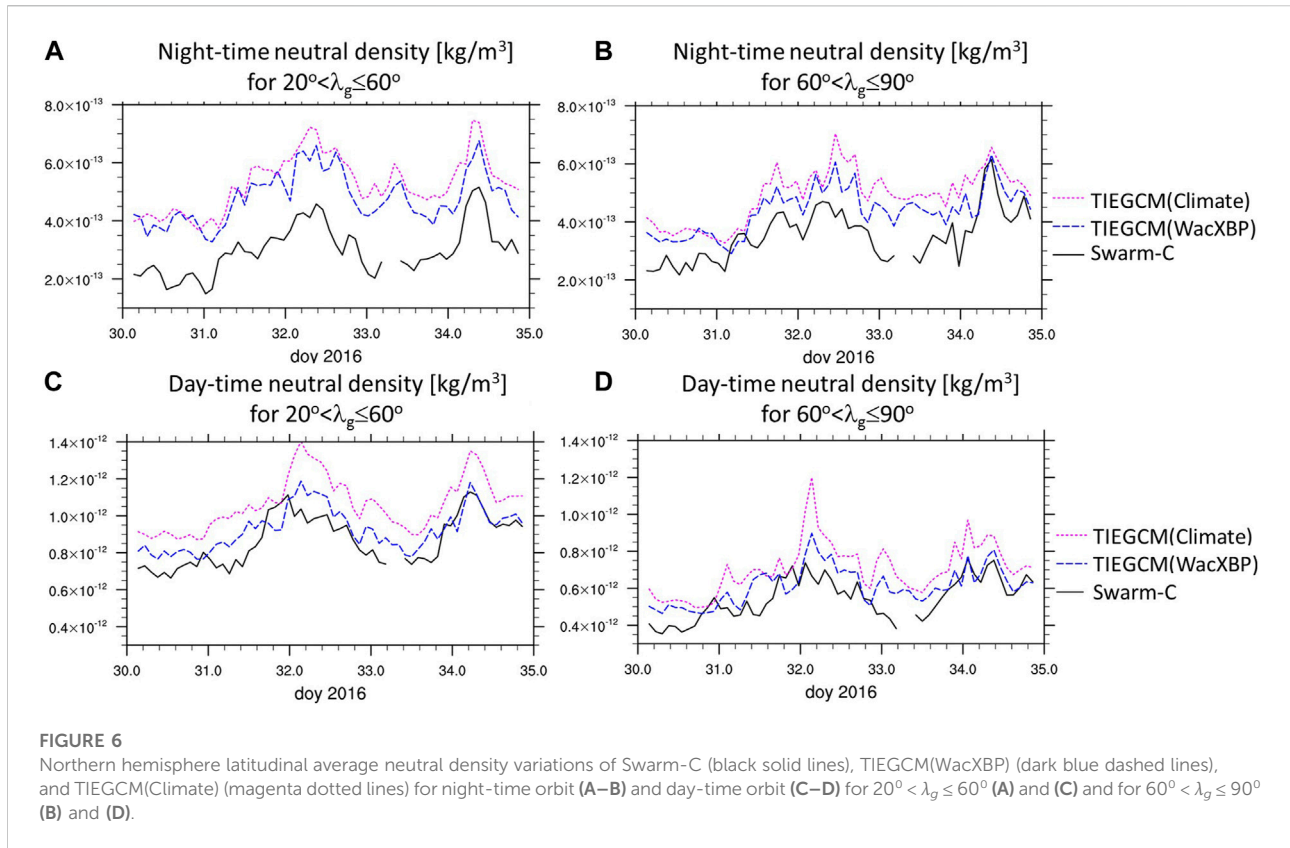 A
Night-time neutral density [kg/m³]
for 20°<λg≤60°
8.0×10⁻¹³
6.0×10⁻¹³
4.0×10⁻¹³
2.0×10⁻¹³
30.0 31.0 32.0 33.0 34.0 35.0
doy 2016
B
Night-time neutral density [kg/m³]
for 60°<λg≤90°
8.0×10⁻¹³
6.0×10⁻¹³
4.0×10⁻¹³
2.0×10⁻¹³
30.0 31.0 32.0 33.0 34.0 35.0
doy 2016
TIEGCM(Climate)
TIEGCM(WacXBP)
Swarm-C
C
Day-time neutral density [kg/m³]
for 20°<λg≤60°
1.4×10⁻¹²
1.2×10⁻¹²
1.0×10⁻¹²
0.8×10⁻¹²
0.6×10⁻¹²
0.4×10⁻¹²
30.0 31.0 32.0 33.0 34.0 35.0
doy 2016
D
Day-time neutral density [kg/m³]
for 60°<λg≤90°
1.4×10⁻¹²
1.2×10⁻¹²
1.0×10⁻¹²
0.8×10⁻¹²
0.6×10⁻¹²
0.4×10⁻¹²
30.0 31.0 32.0 33.0 34.0 35.0
doy 2016
TIEGCM(Climate)
TIEGCM(WacXBP)
Swarm-C
FIGURE 6
Northern hemisphere latitudinal average neutral density variations of Swarm-C (black solid lines), TIEGCM(WacXBP) (dark blue dashed lines),
and TIEGCM(Climate) (magenta dotted lines) for night-time orbit (A–B) and day-time orbit (C–D) for 20⁰ < λg ≤ 60⁰ (A) and (C) and for 60⁰ < λg ≤ 90⁰
(B) and (D).